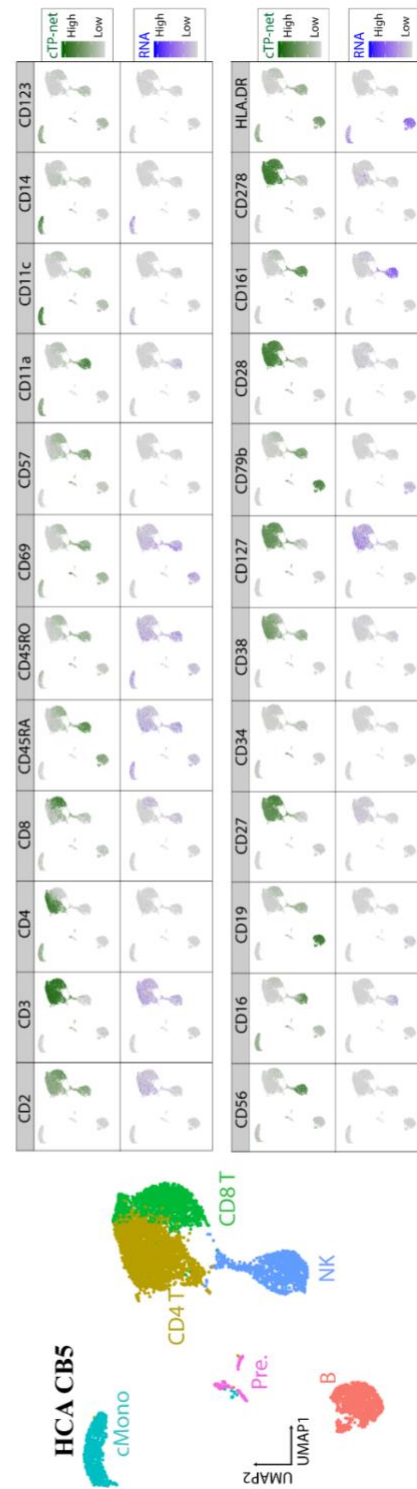 HCA CB5
cMono
CD4 T
CD8 T
Pre.
NK
B
UMAP2
UMAP1
CD2 CD3 CD4 CD8 CD45RA CD45RO CD69 CD57 CD11a CD11c CD14 CD123
cTP-net
High
Low
RNA
High
Low
CD56 CD16 CD19 CD27 CD34 CD38 CD127 CD79b CD28 CD161 CD278 HLA.DR
cTP-net
High
Low
RNA
High
Low